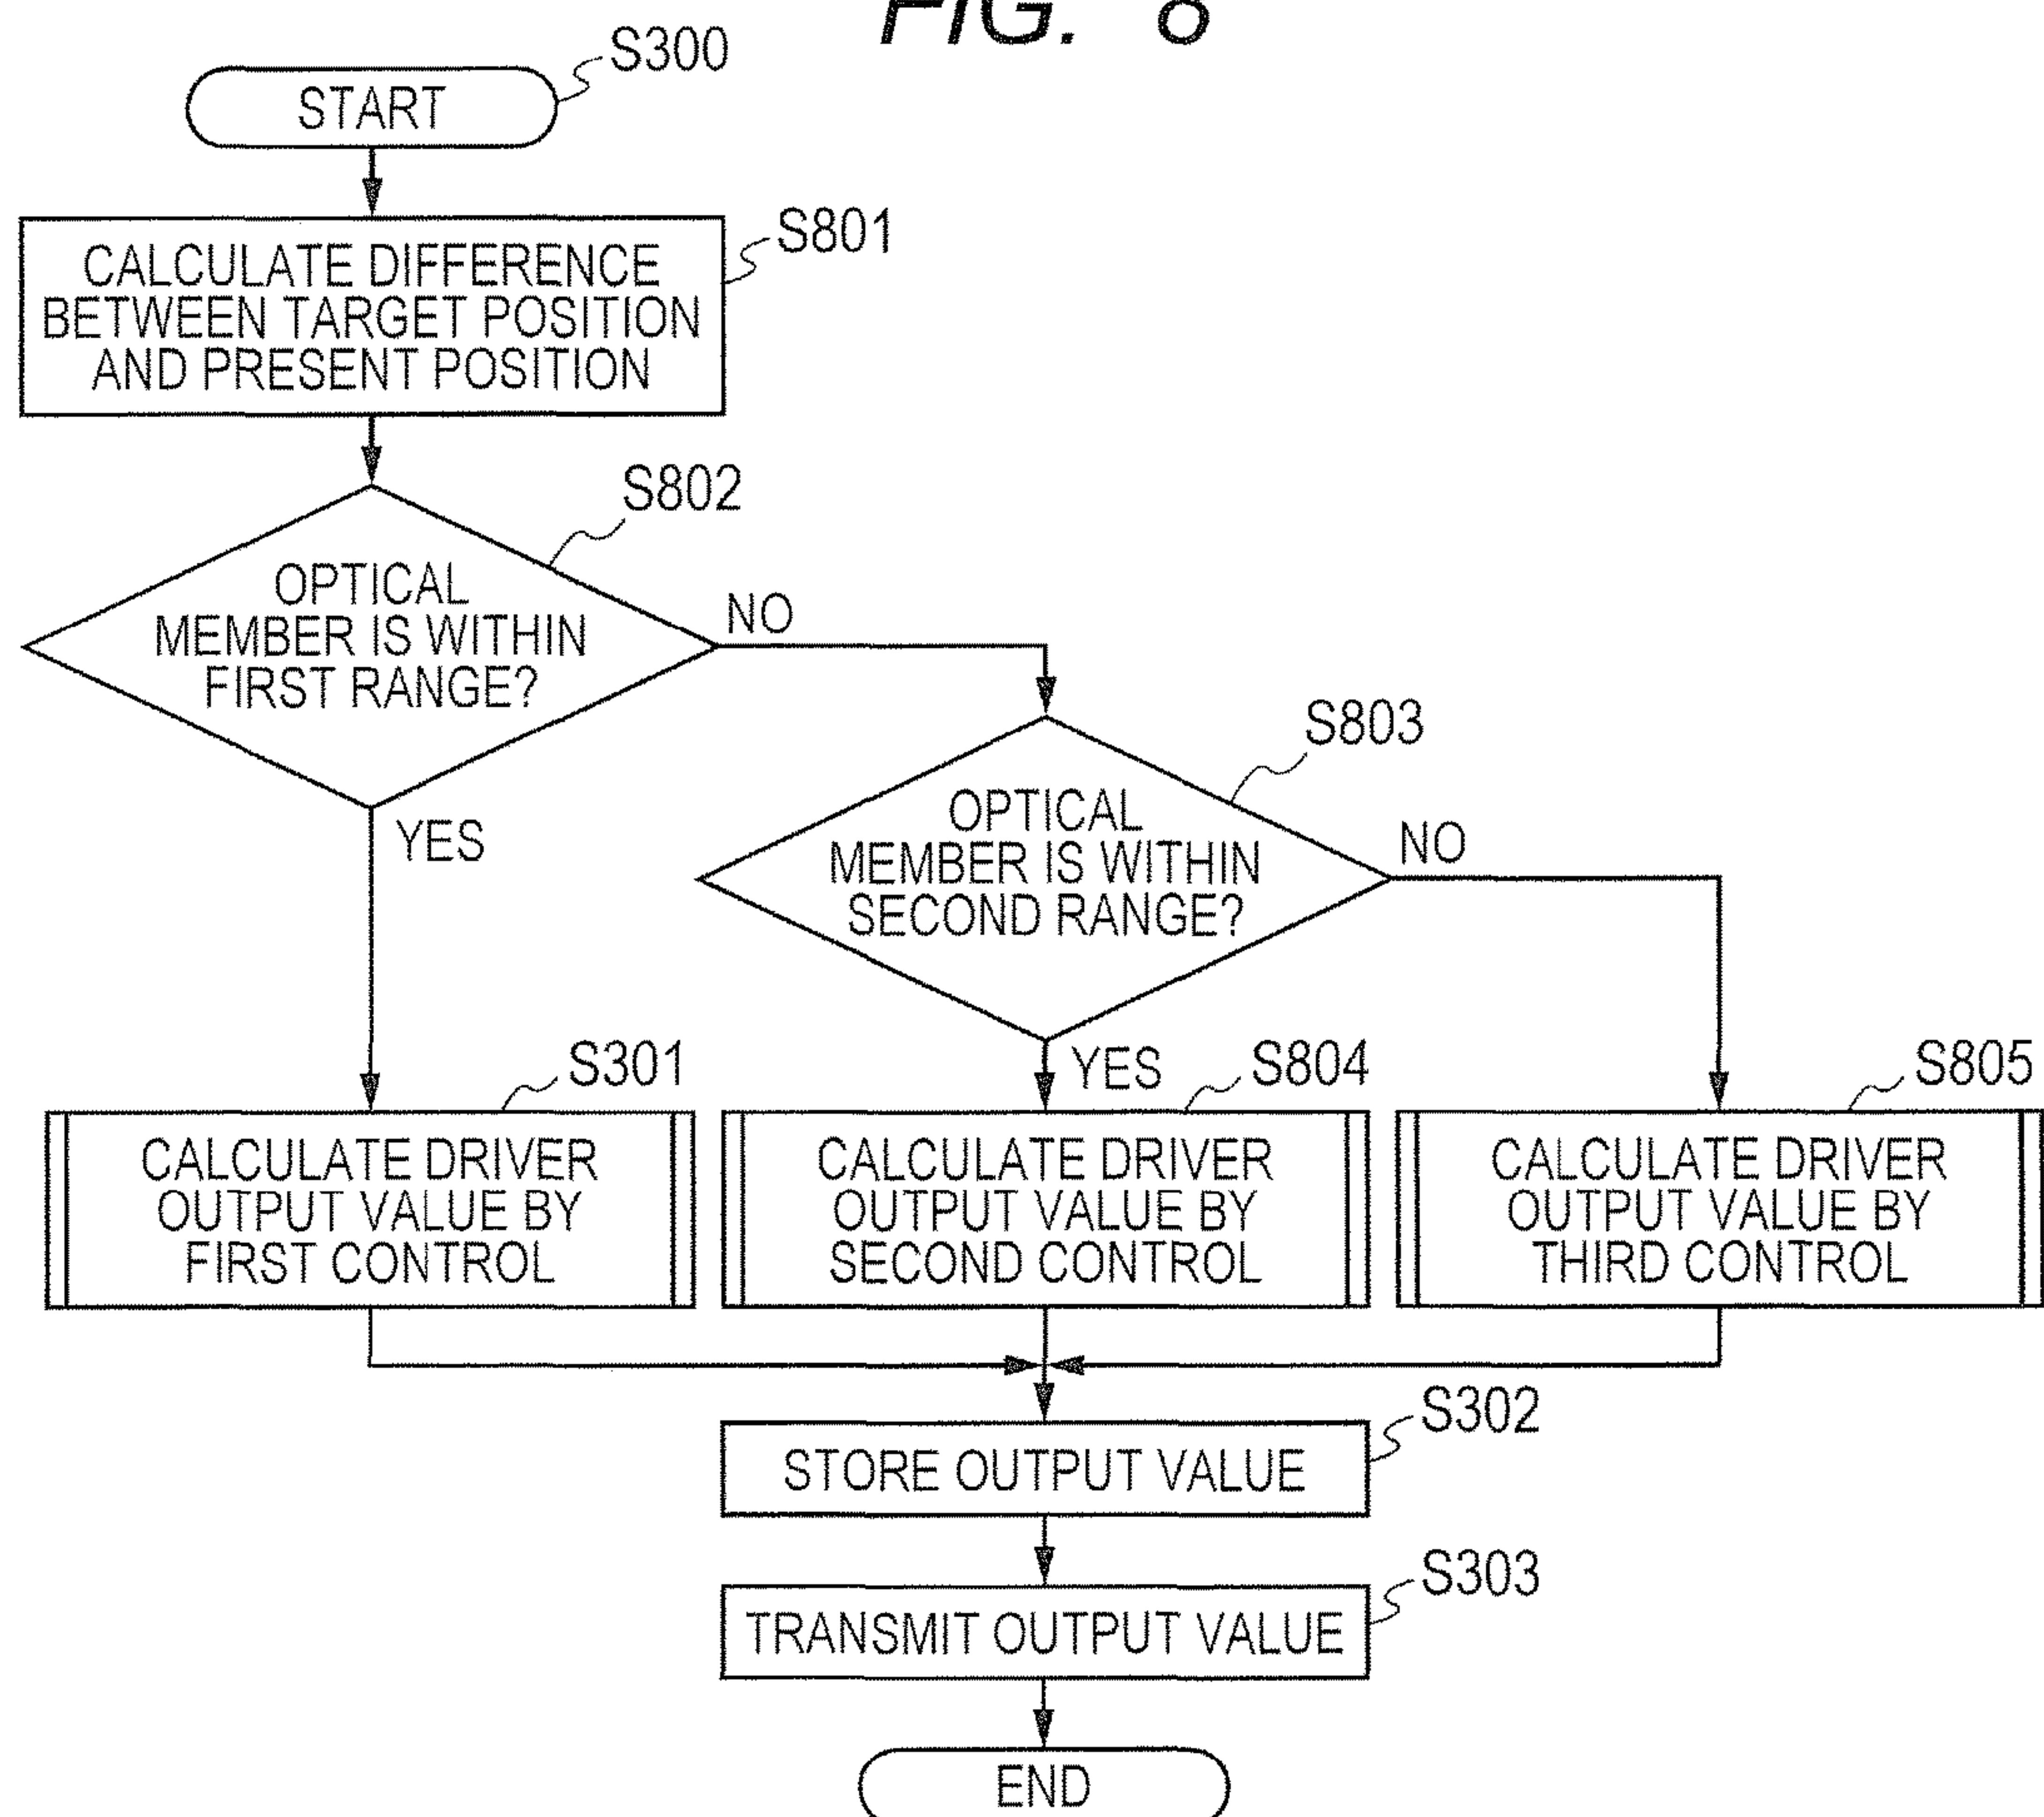 FIG. 8
S300
START
S801
CALCULATE DIFFERENCE
BETWEEN TARGET POSITION
AND PRESENT POSITION
S802
OPTICAL
MEMBER IS WITHIN
FIRST RANGE?
NO
YES
S803
OPTICAL
MEMBER IS WITHIN
SECOND RANGE?
NO
YES
S301
CALCULATE DRIVER
OUTPUT VALUE BY
FIRST CONTROL
S804
CALCULATE DRIVER
OUTPUT VALUE BY
SECOND CONTROL
S805
CALCULATE DRIVER
OUTPUT VALUE BY
THIRD CONTROL
S302
STORE OUTPUT VALUE
S303
TRANSMIT OUTPUT VALUE
END